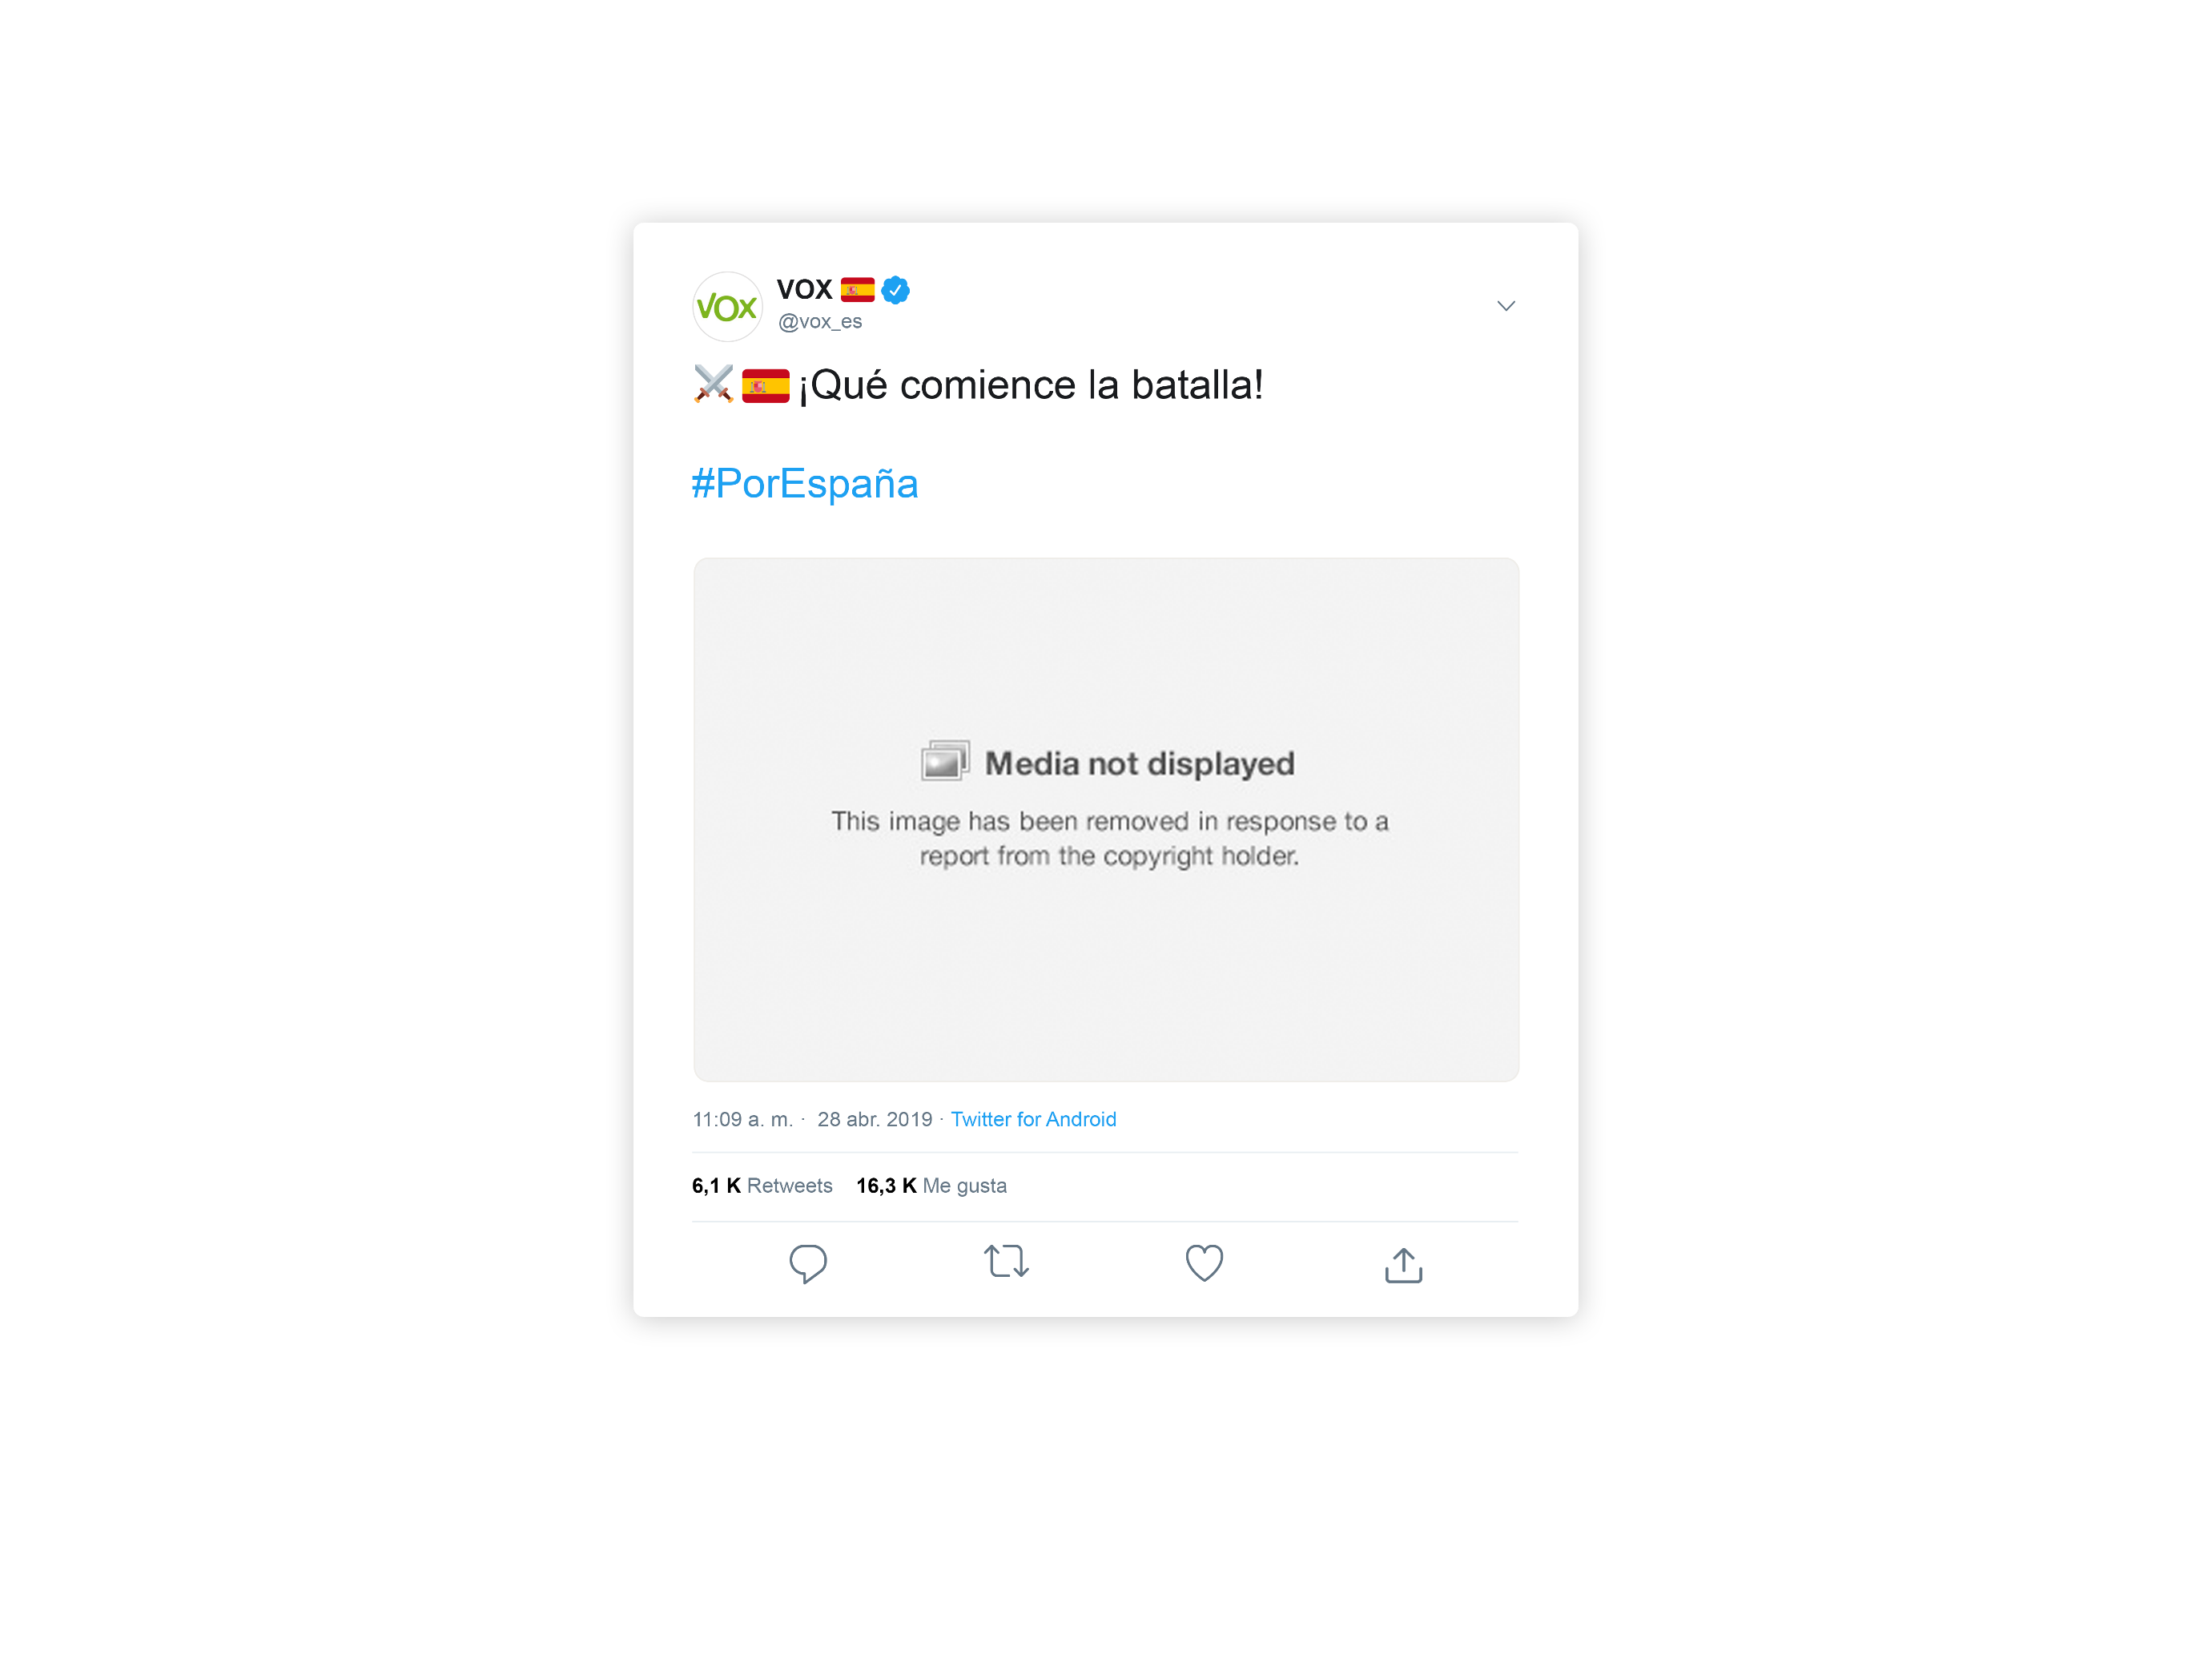 vox
VOX 🇪🇸
@vox_es
⚔️🇪🇸 ¡Qué comience la batalla!
#PorEspaña
Media not displayed
This image has been removed in response to a
report from the copyright holder.
11:09 a. m. · 28 abr. 2019 · Twitter for Android
6,1 K Retweets 16,3 K Me gusta